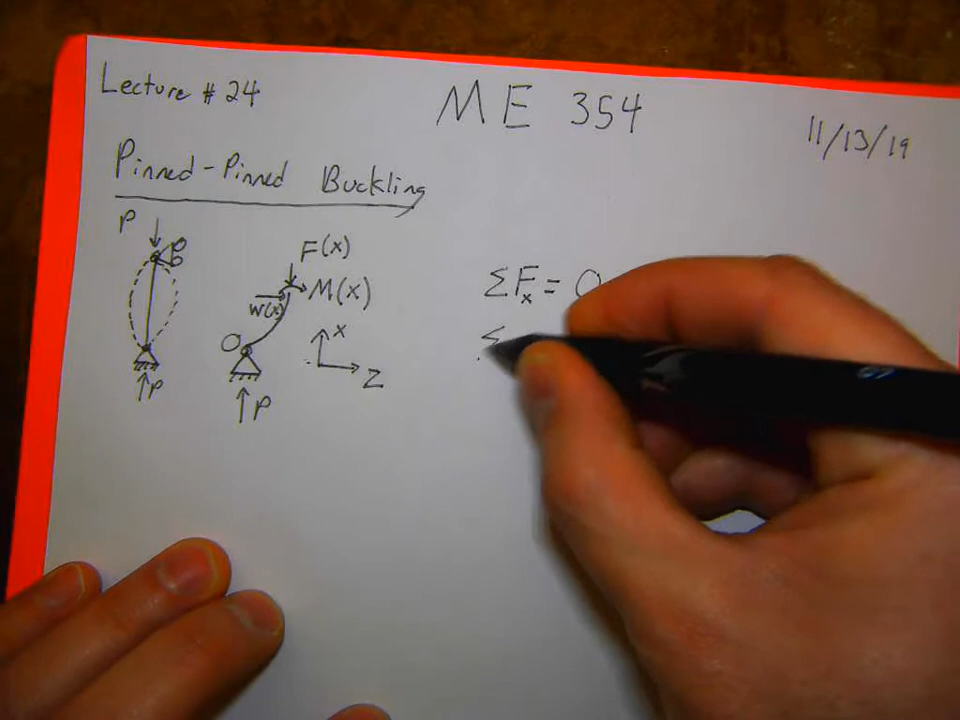 Lecture # 24
ME 354
11/13/19
Pinned-Pinned Buckling
P
F(x)
M(x)
w(x)
x
O
z
P
P
ΣFx = 0
Σ